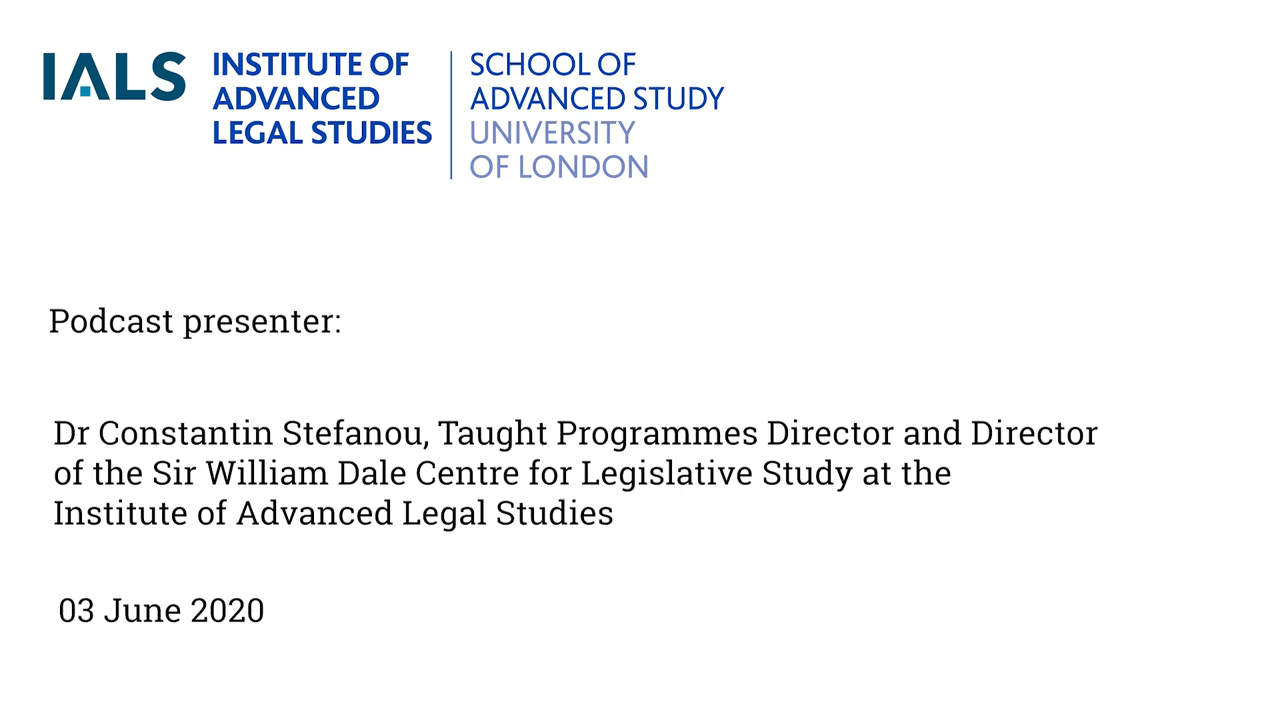 IALS
INSTITUTE OF
ADVANCED
LEGAL STUDIES
SCHOOL OF
ADVANCED STUDY
UNIVERSITY
OF LONDON
Podcast presenter:
Dr Constantin Stefanou, Taught Programmes Director and Director
of the Sir William Dale Centre for Legislative Study at the
Institute of Advanced Legal Studies
03 June 2020